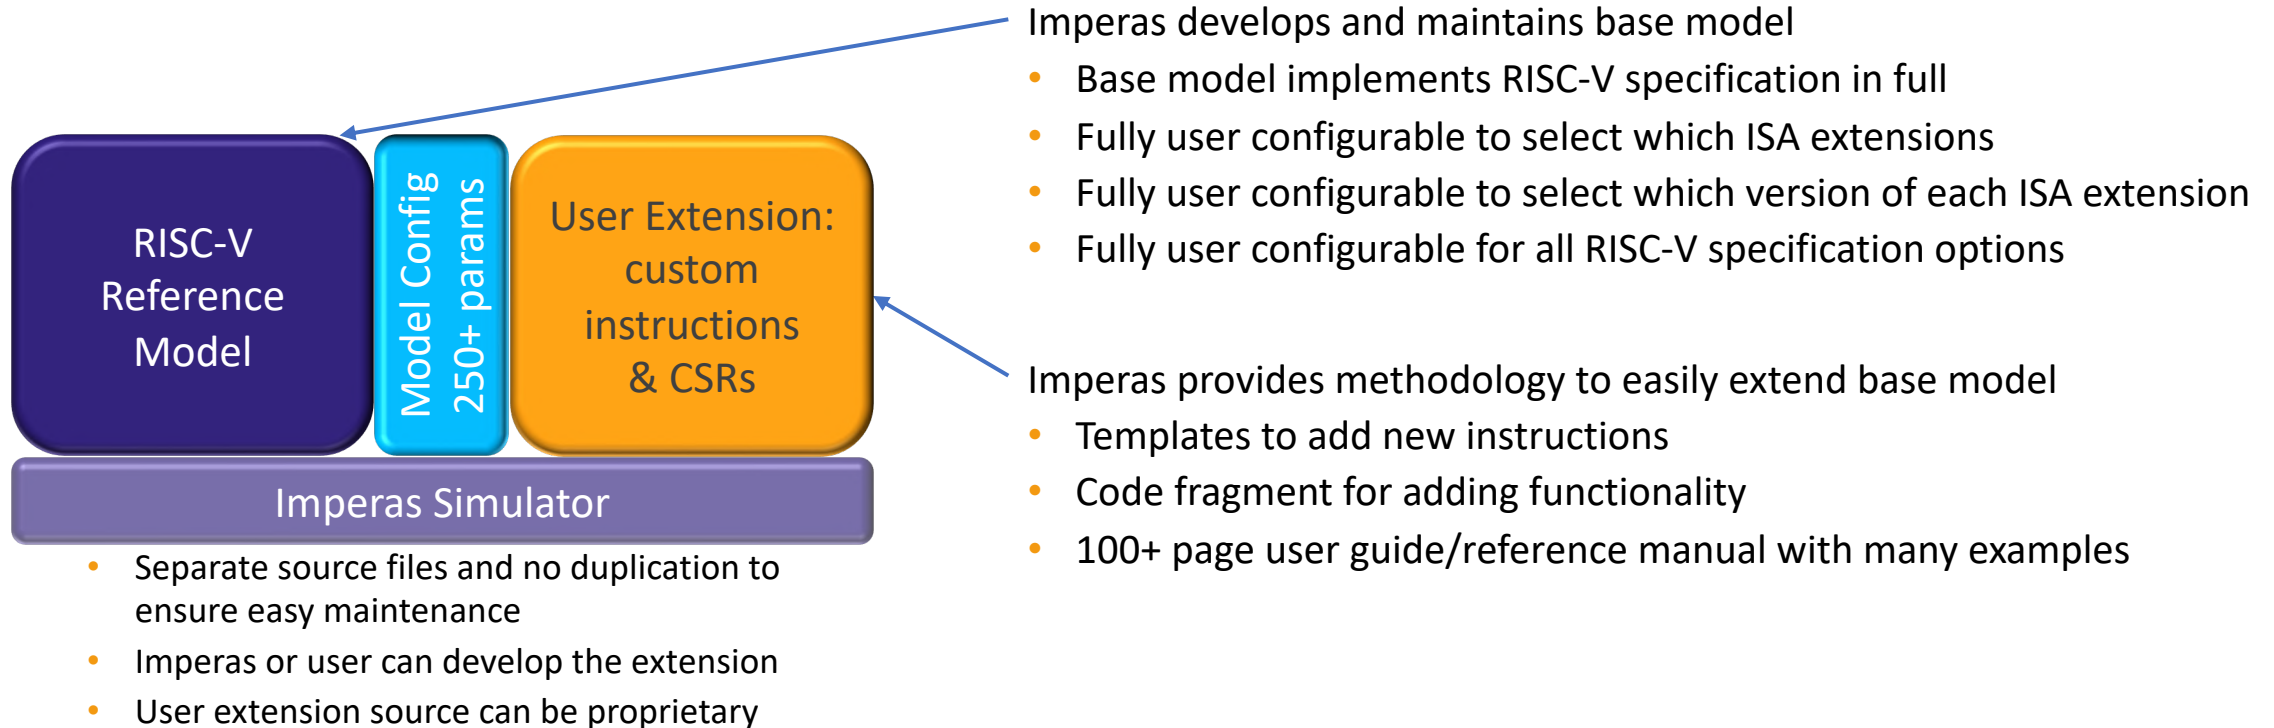 Imperas develops and maintains base model
• Base model implements RISC-V specification in full
• Fully user configurable to select which ISA extensions
• Fully user configurable to select which version of each ISA extension
• Fully user configurable for all RISC-V specification options
RISC-V
Reference
Model
Model Config
250+ params
User Extension:
custom
instructions
& CSRs
Imperas Simulator
Imperas provides methodology to easily extend base model
• Templates to add new instructions
• Code fragment for adding functionality
• 100+ page user guide/reference manual with many examples
• Separate source files and no duplication to
ensure easy maintenance
• Imperas or user can develop the extension
• User extension source can be proprietary